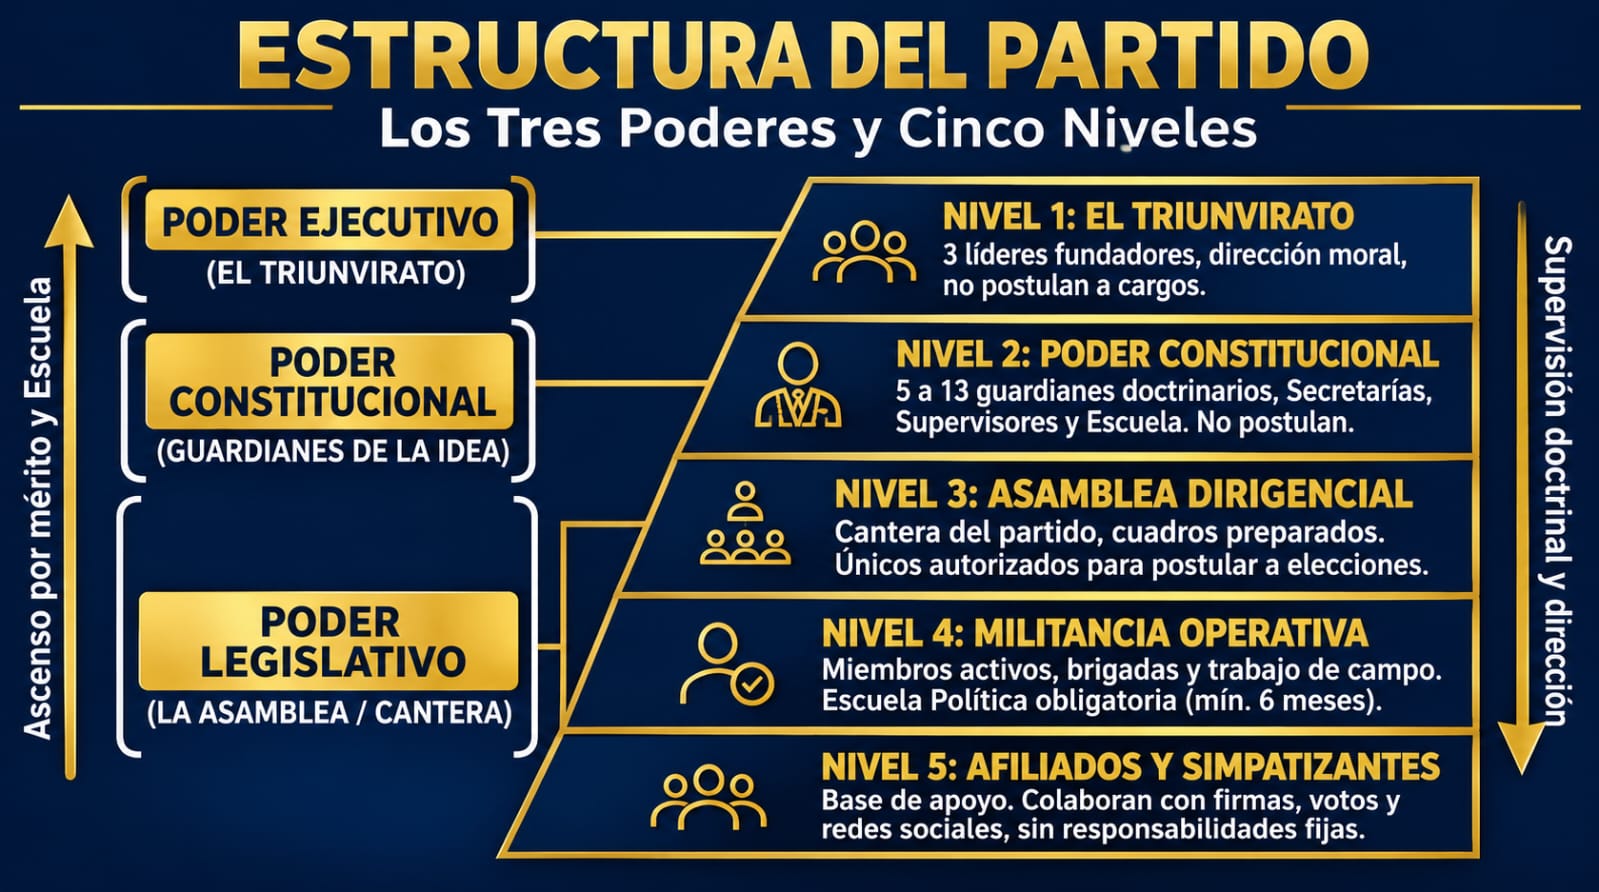 ESTRUCTURA DEL PARTIDO
Los Tres Poderes y Cinco Niveles
Ascenso por mérito y Escuela
PODER EJECUTIVO
(EL TRIUNVIRATO)
PODER
CONSTITUCIONAL
(GUARDIANES DE LA IDEA)
PODER
LEGISLATIVO
(LA ASAMBLEA / CANTERA)
NIVEL 1: EL TRIUNVIRATO
3 líderes fundadores, dirección moral,
no postulan a cargos.
NIVEL 2: PODER CONSTITUCIONAL
5 a 13 guardianes doctrinarios, Secretarías,
Supervisores y Escuela. No postulan.
NIVEL 3: ASAMBLEA DIRIGENCIAL
Cantera del partido, cuadros preparados.
Únicos autorizados para postular a elecciones.
NIVEL 4: MILITANCIA OPERATIVA
Miembros activos, brigadas y trabajo de campo.
Escuela Política obligatoria (mín. 6 meses).
NIVEL 5: AFILIADOS Y SIMPATIZANTES
Base de apoyo. Colaboran con firmas, votos y
redes sociales, sin responsabilidades fijas.
Supervisión doctrinal y dirección